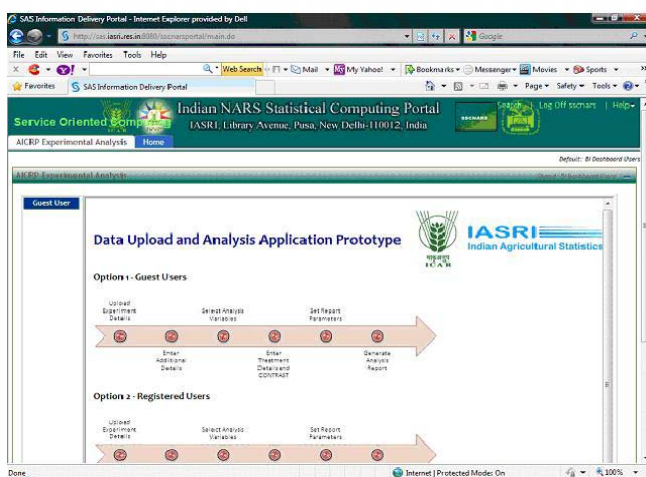 SAS Information Delivery Portal - Internet Explorer provided by Dell
http://sas.iasri.res.in:8080/sscnarsportal/main.do
Google
File Edit View Favorites Tools Help
Web Search Mail My Yahoo! Bookmarks Messenger Movies Sports
Favorites SAS Information Delivery Portal
Page Safety Tools
Indian NARS Statistical Computing Portal
IASRI, Library Avenue, Pusa, New Delhi-110012, India
Service Oriented Computing
SSCNARS
Search Log Off sscnars | Help
AICRP Experimental Analysis Home
Default: BI Dashboard Users
AICRP Experimental Analysis
Guest User
Data Upload and Analysis Application Prototype
ICAR
IASRI
Indian Agricultural Statistics
Option 1 - Guest Users
Upload Experiment Details
Select Analysis Variables
Set Report Parameters
Enter Additional Details
Enter Treatment Details and CONTRAST
Generate Analysis Report
Option 2 - Registered Users
Upload Experiment Details
Select Analysis Variables
Set Report Parameters
Done
Internet | Protected Mode: On
100%